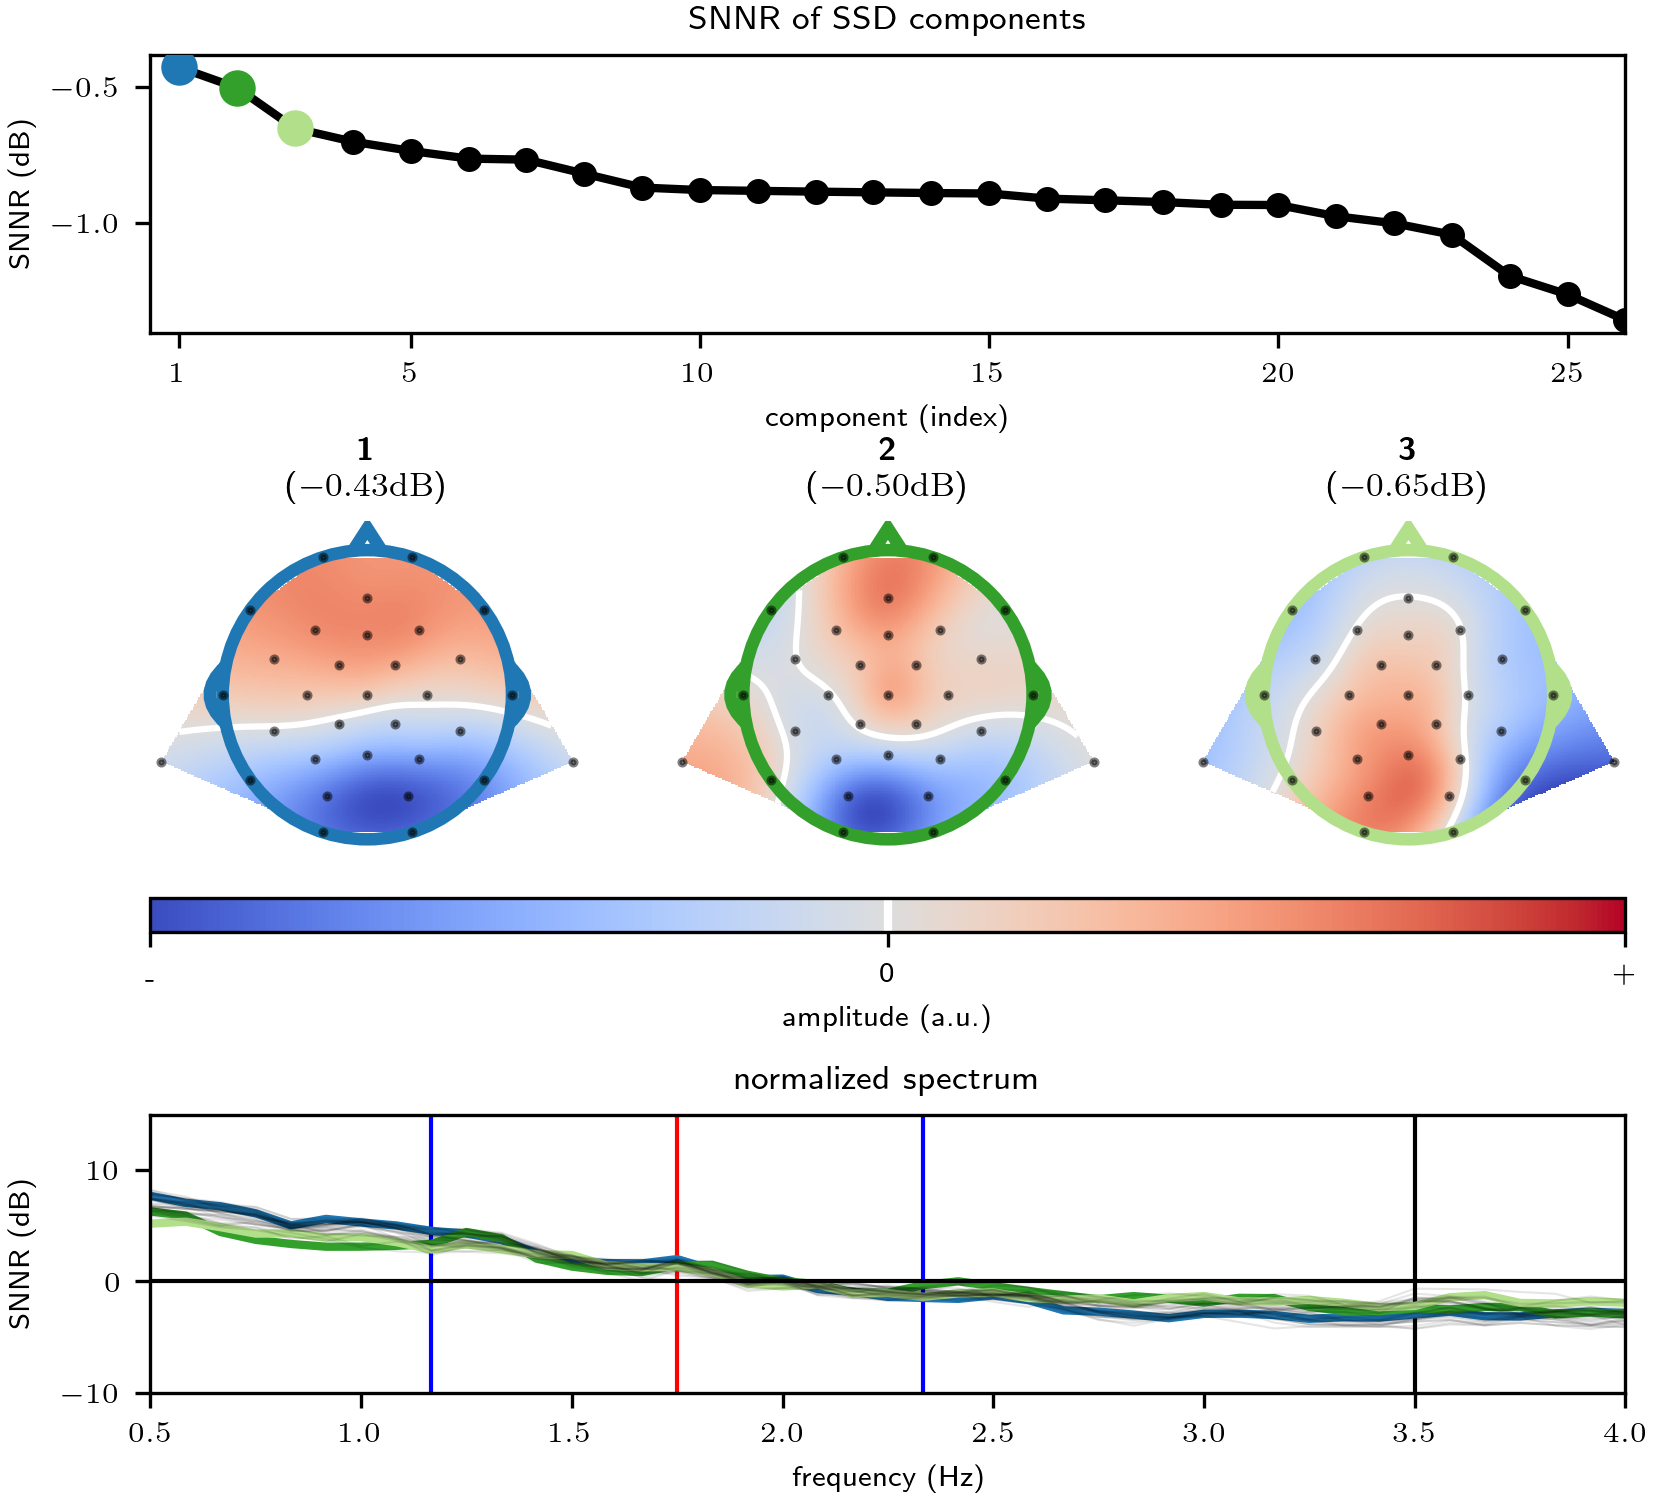 SNNR of SSD components
SNNR (dB)
−0.5
−1.0
1 5 10 15 20 25
component (index)
1 2 3
(−0.43dB) (−0.50dB) (−0.65dB)
- 0 +
amplitude (a.u.)
normalized spectrum
SNNR (dB)
10
0
−10
0.5 1.0 1.5 2.0 2.5 3.0 3.5 4.0
frequency (Hz)